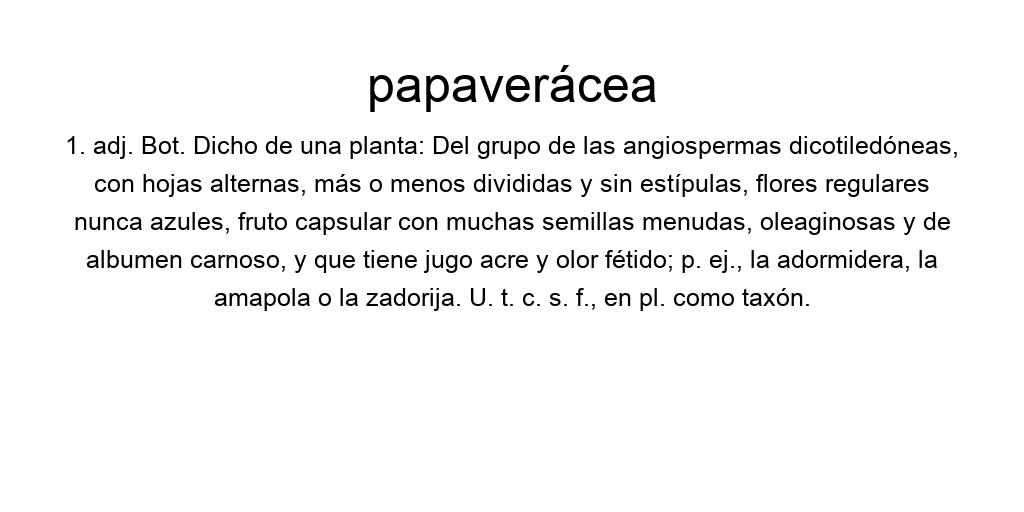 papaverácea
1. adj. Bot. Dicho de una planta: Del grupo de las angiospermas dicotiledóneas,
con hojas alternas, más o menos divididas y sin estípulas, flores regulares
nunca azules, fruto capsular con muchas semillas menudas, oleaginosas y de
albumen carnoso, y que tiene jugo acre y olor fétido; p. ej., la adormidera, la
amapola o la zadorija. U. t. c. s. f., en pl. como taxón.